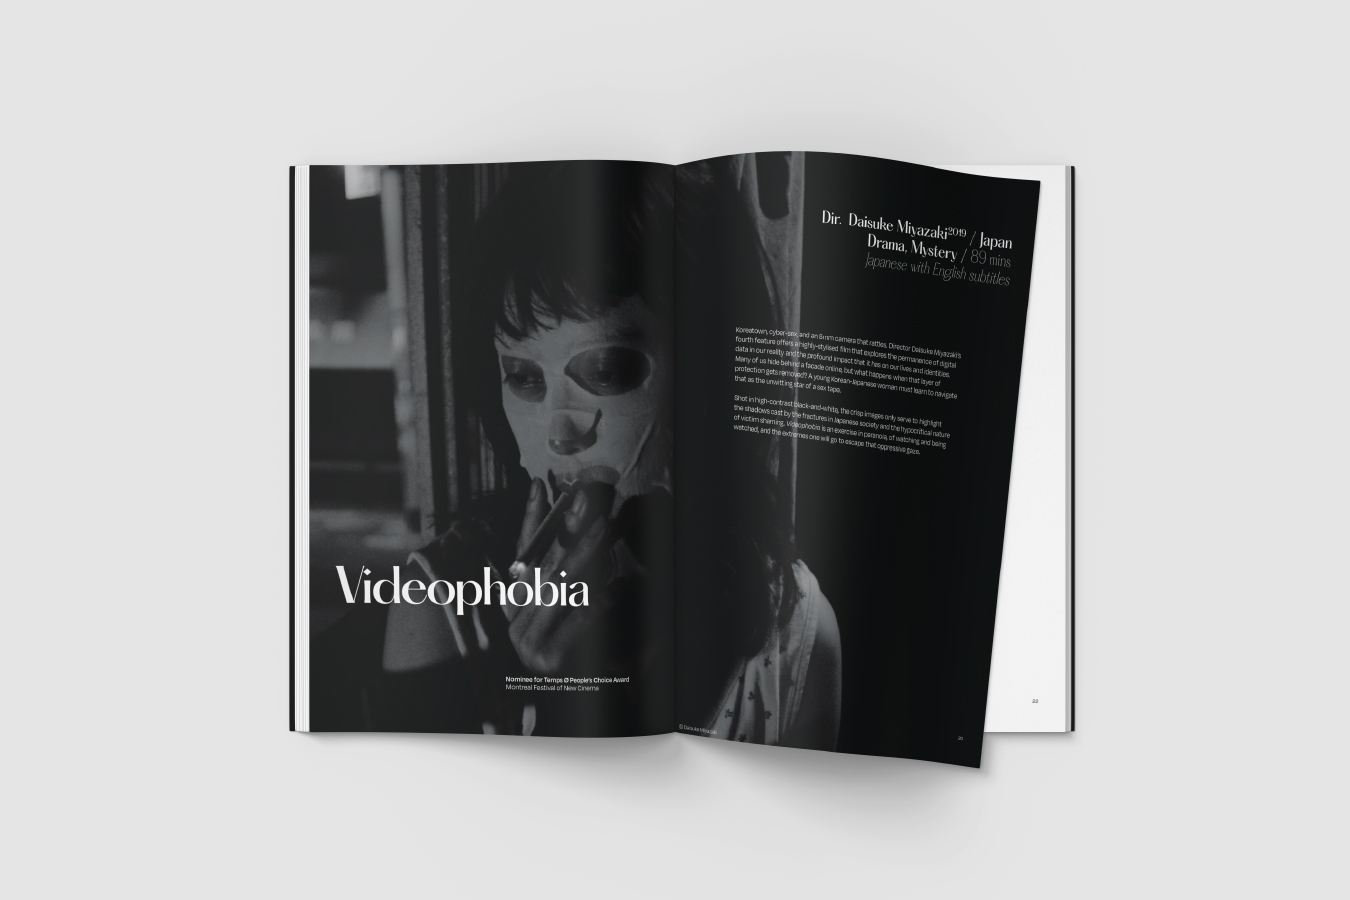 Videophobia
Nominee for Temps Ø People's Choice Award
Montreal Festival of New Cinema
Dir. Daisuke Miyazaki 2019 / Japan
Drama, Mystery / 89 mins
Japanese with English subtitles
Koreatown, cyber-sex, and an 8mm camera that rattles. Director Daisuke Miyazaki's
fourth feature offers a highly-stylised film that explores the permanence of digital
data in our reality and the profound impact that it has on our lives and identities.
Many of us hide behind a facade online, but what happens when that layer of
protection gets removed? A young Korean-Japanese woman must learn to navigate
that as the unwitting star of a sex tape.
Shot in high-contrast black-and-white, the crisp images only serve to highlight
the shadows cast by the fractures in Japanese society and the hypocritical nature
of victim shaming. Videophobia is an exercise in paranoia, of watching and being
watched, and the extremes one will go to escape that oppressive gaze.
© Daisuke Miyazaki
22